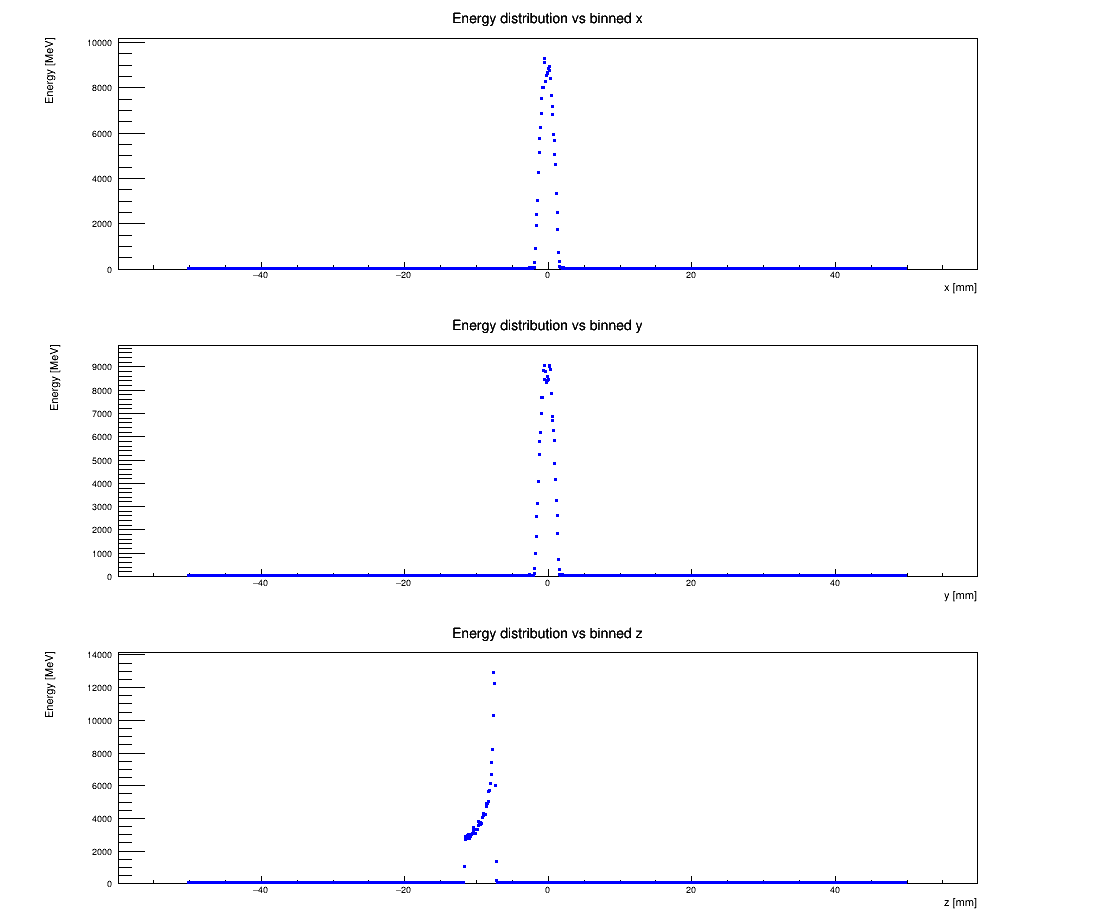 Energy distribution vs binned x
Energy [MeV]
10000
8000
6000
4000
2000
0
−40 −20 0 20 40
x [mm]
Energy distribution vs binned y
Energy [MeV]
9000
8000
7000
6000
5000
4000
3000
2000
1000
0
−40 −20 0 20 40
y [mm]
Energy distribution vs binned z
Energy [MeV]
14000
12000
10000
8000
6000
4000
2000
0
−40 −20 0 20 40
z [mm]